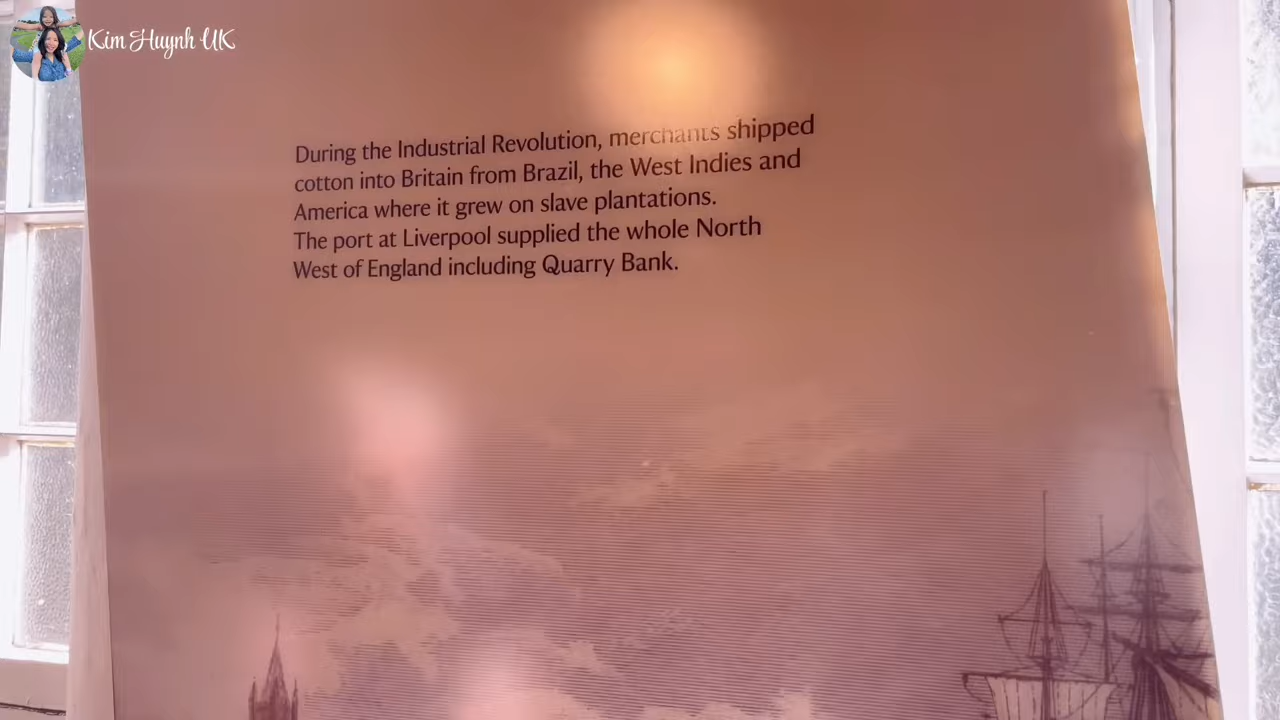 Kim Huynh UK
During the Industrial Revolution, merchants shipped
cotton into Britain from Brazil, the West Indies and
America where it grew on slave plantations.
The port at Liverpool supplied the whole North
West of England including Quarry Bank.